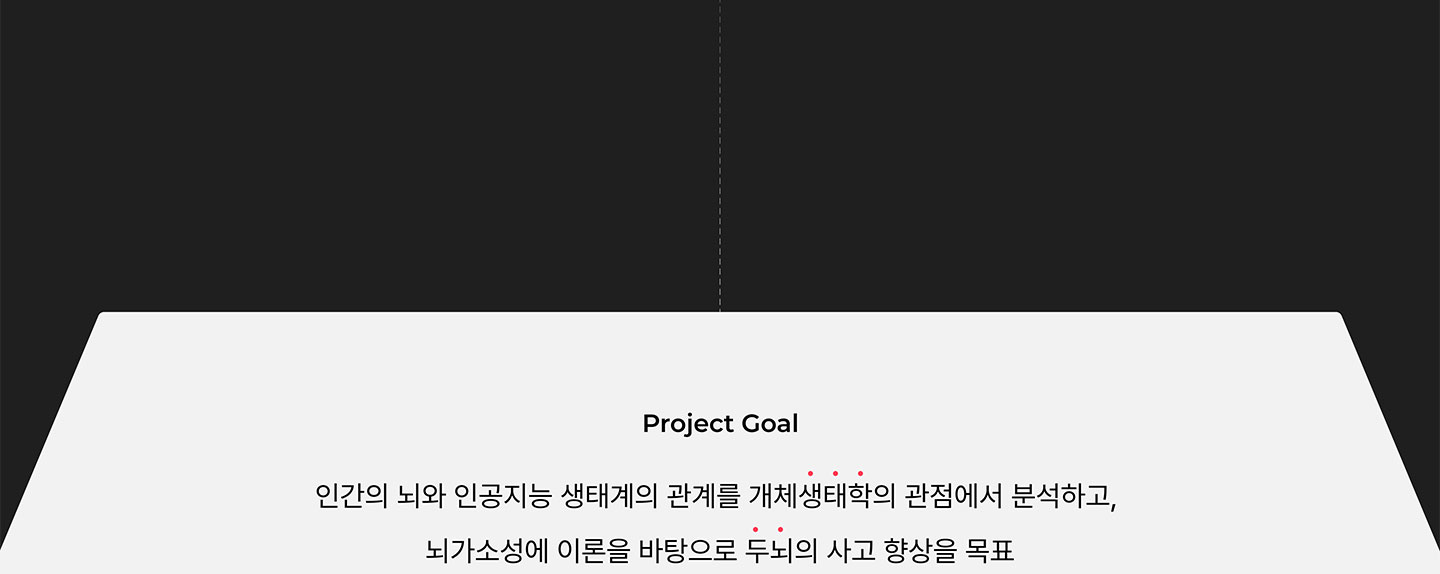 Project Goal
인간의 뇌와 인공지능 생태계의 관계를 개체생태학의 관점에서 분석하고,
뇌가소성에 이론을 바탕으로 두뇌의 사고 향상을 목표